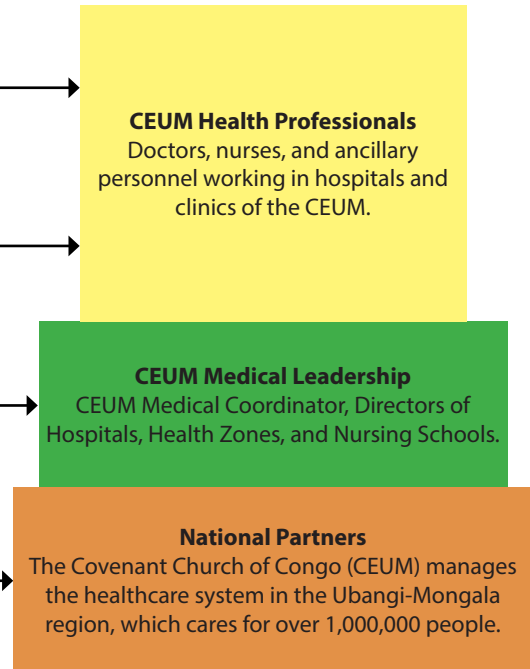 CEUM Health Professionals
Doctors, nurses, and ancillary
personnel working in hospitals and
clinics of the CEUM.
CEUM Medical Leadership
CEUM Medical Coordinator, Directors of
Hospitals, Health Zones, and Nursing Schools.
National Partners
The Covenant Church of Congo (CEUM) manages
the healthcare system in the Ubangi-Mongala
region, which cares for over 1,000,000 people.